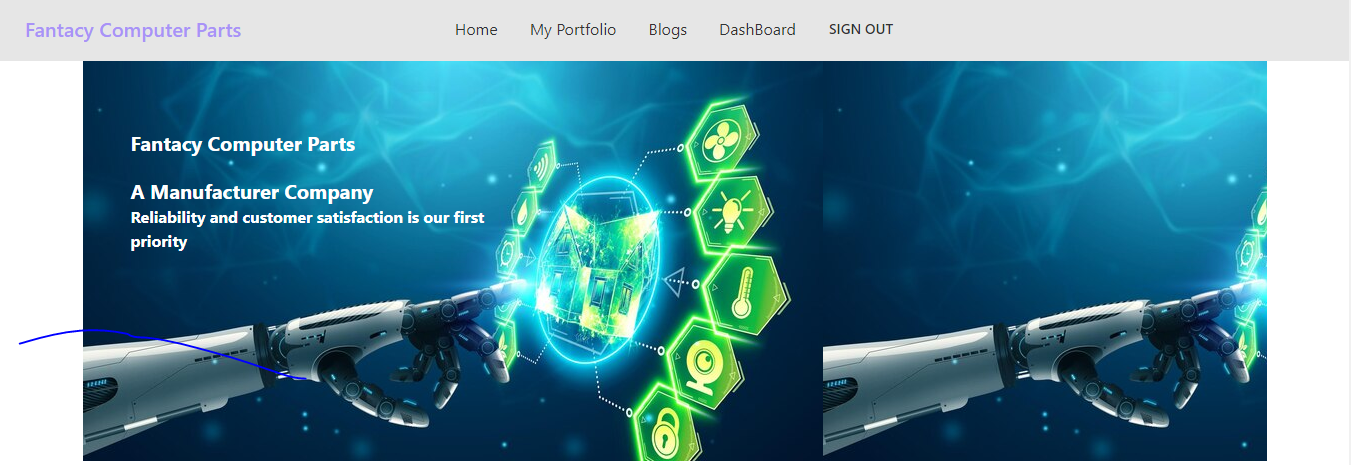 Fantacy Computer Parts
Home
My Portfolio
Blogs
DashBoard
SIGN OUT
Fantacy Computer Parts
A Manufacturer Company
Reliability and customer satisfaction is our first
priority